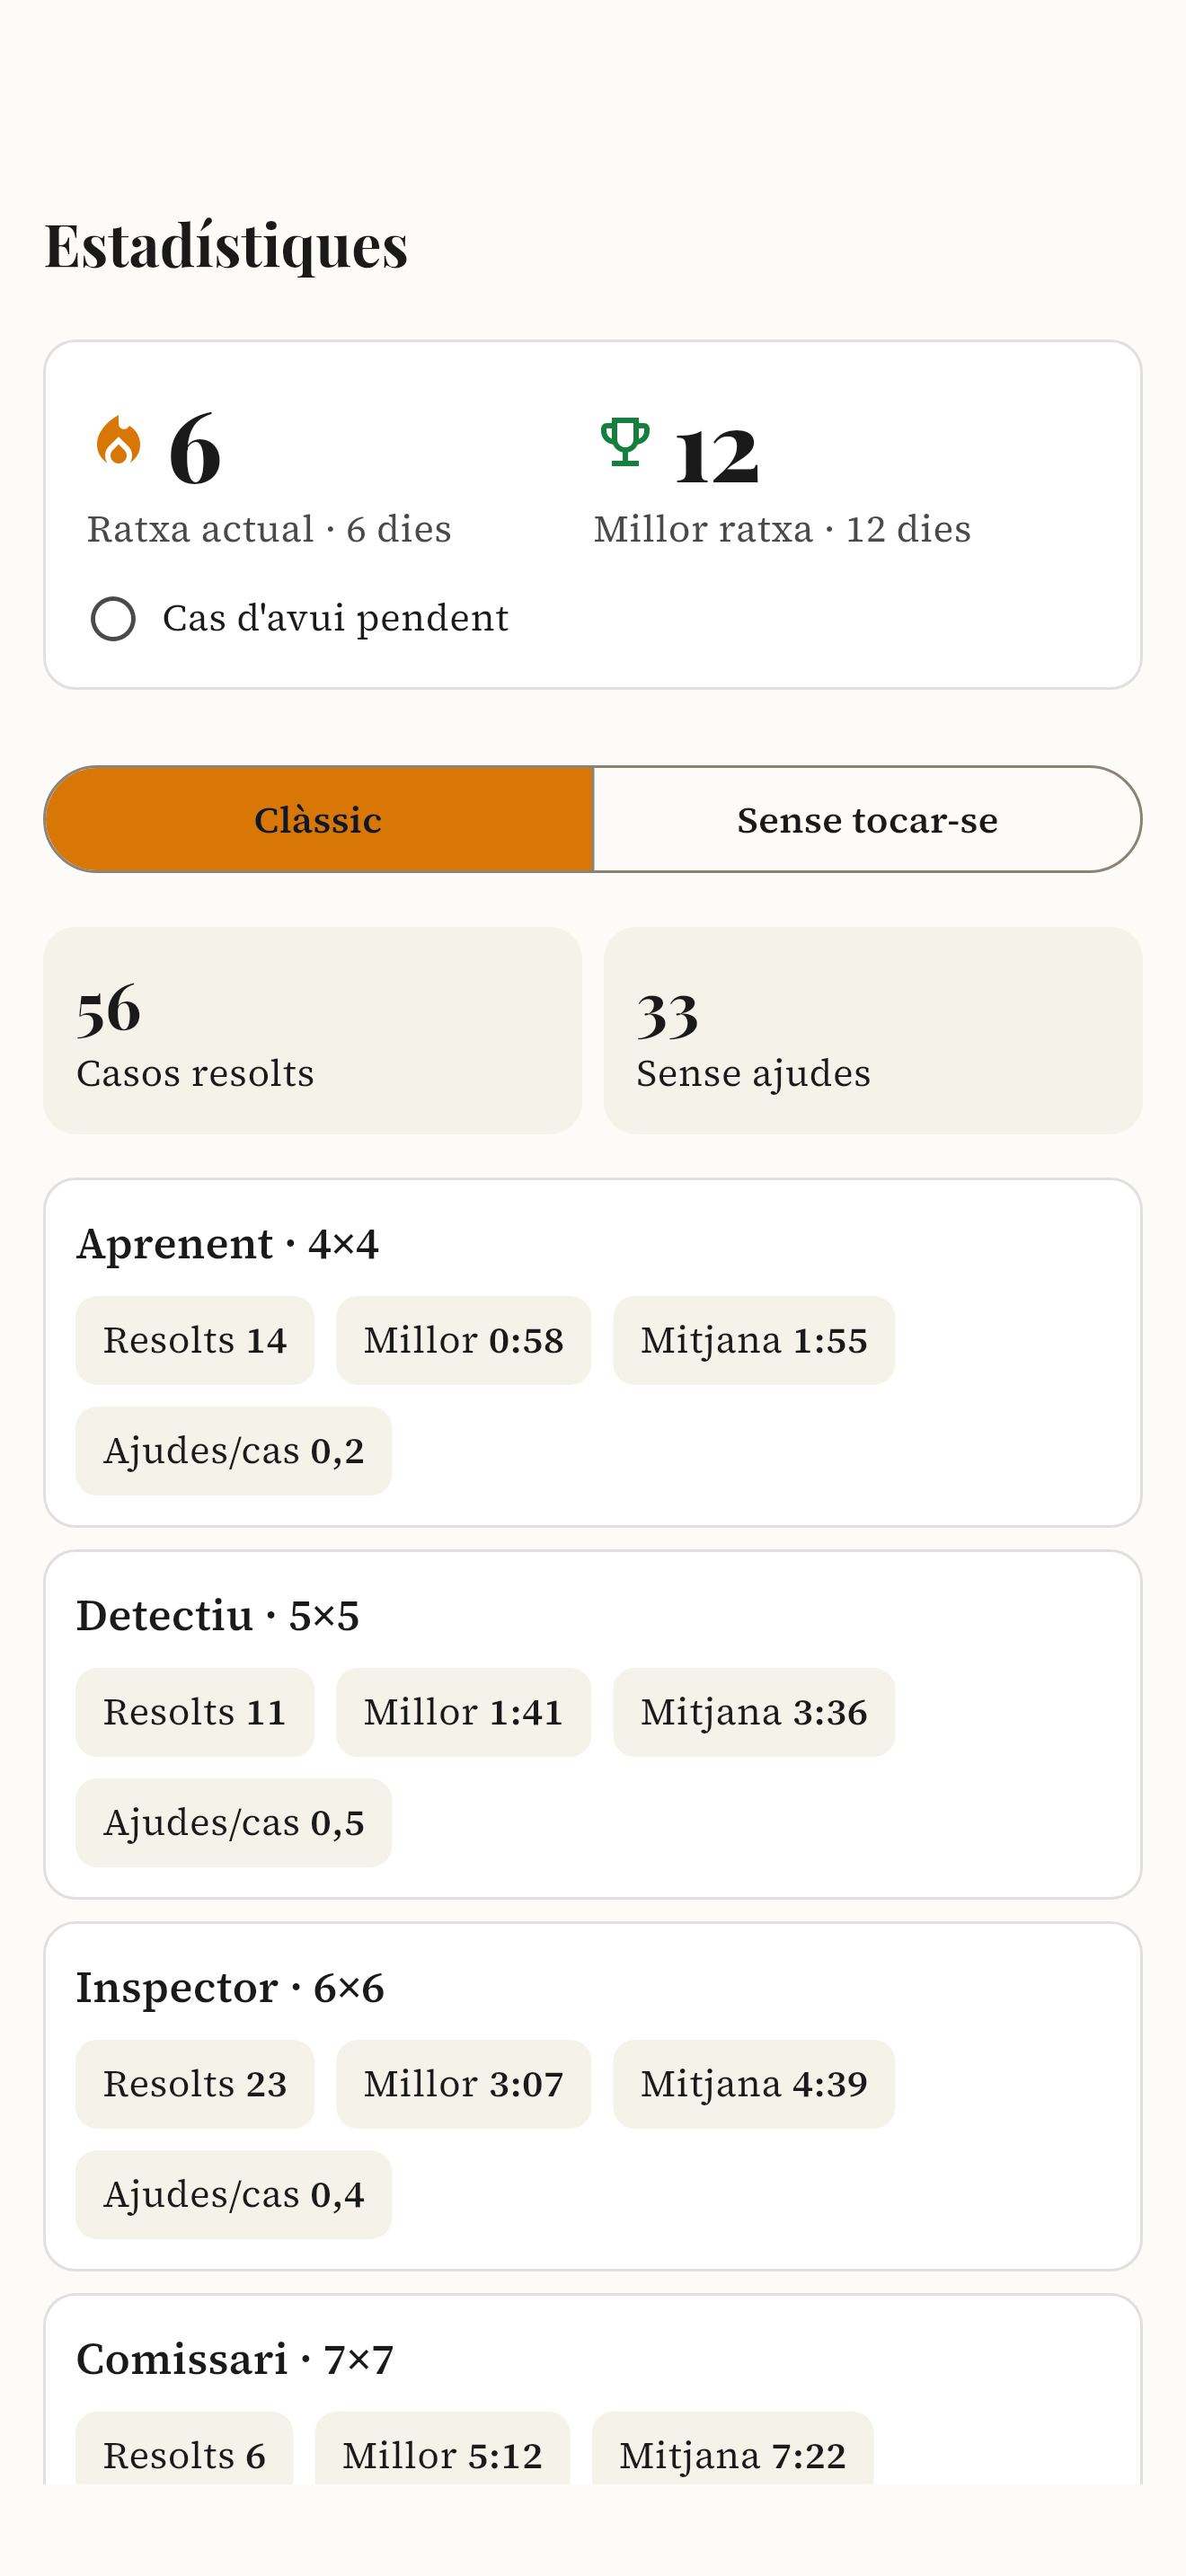 Estadístiques
6
12
Ratxa actual · 6 dies
Millor ratxa · 12 dies
Cas d'avui pendent
Clàssic
Sense tocar-se
56
Casos resolts
33
Sense ajudes
Aprenent · 4×4
Resolts 14
Millor 0:58
Mitjana 1:55
Ajudes/cas 0,2
Detectiu · 5×5
Resolts 11
Millor 1:41
Mitjana 3:36
Ajudes/cas 0,5
Inspector · 6×6
Resolts 23
Millor 3:07
Mitjana 4:39
Ajudes/cas 0,4
Comissari · 7×7
Resolts 6
Millor 5:12
Mitjana 7:22